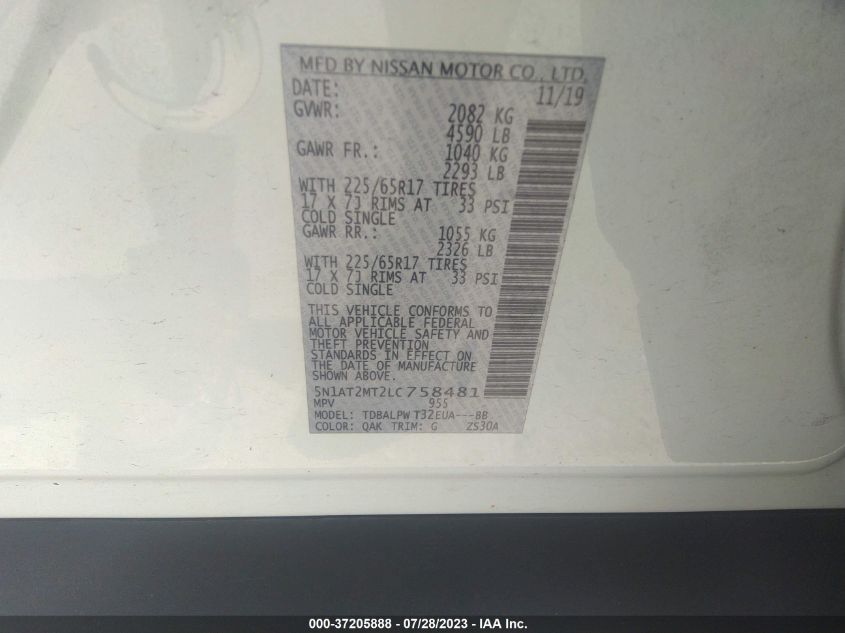 MFD BY NISSAN MOTOR CO., LTD.
DATE: 11/19
GVWR: 2082 KG
4590 LB
GAWR FR.: 1040 KG
2293 LB
WITH 225/65R17 TIRES
17 X 7J RIMS AT 33 PSI
COLD SINGLE
GAWR RR.: 1055 KG
2326 LB
WITH 225/65R17 TIRES
17 X 7J RIMS AT 33 PSI
COLD SINGLE
THIS VEHICLE CONFORMS TO
ALL APPLICABLE FEDERAL
MOTOR VEHICLE SAFETY AND
THEFT PREVENTION
STANDARDS IN EFFECT ON
THE DATE OF MANUFACTURE
SHOWN ABOVE.
5N1AT2MT2LC758481
MPV 955
MODEL: TDBALPW T32EUA---BB
COLOR: QAK TRIM: G ZS30A
000-37205888 - 07/28/2023 - IAA Inc.